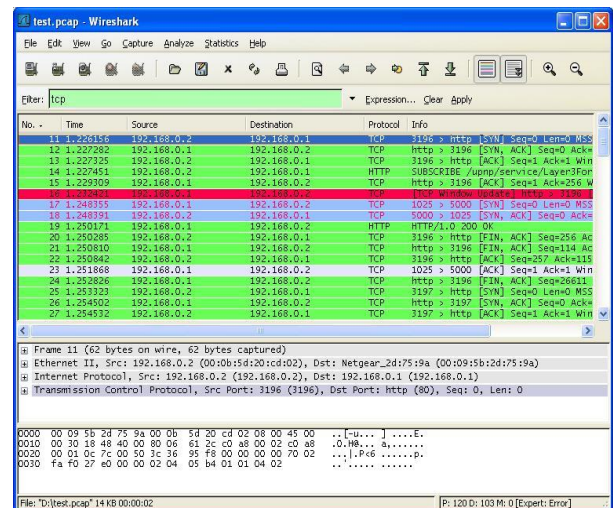 test.pcap - Wireshark
File Edit View Go Capture Analyze Statistics Help
Filter: tcp Expression... Clear Apply
No. - Time Source Destination Protocol Info
11 1.226156 192.168.0.2 192.168.0.1 TCP 3196 > http [SYN] Seq=0 Len=0 MSS
12 1.227282 192.168.0.1 192.168.0.2 TCP http > 3196 [SYN, ACK] Seq=0 Ack=
13 1.227325 192.168.0.2 192.168.0.1 TCP 3196 > http [ACK] Seq=1 Ack=1 Win
14 1.227451 192.168.0.2 192.168.0.1 HTTP SUBSCRIBE /upnp/service/Layer3For
15 1.229309 192.168.0.1 192.168.0.2 TCP http > 3196 [ACK] Seq=1 Ack=256 W
16 1.232421 192.168.0.1 192.168.0.2 TCP [TCP Window Update] http > 3196 [
17 1.248355 192.168.0.1 192.168.0.2 TCP 1025 > 5000 [SYN] Seq=0 Len=0 MSS
18 1.248391 192.168.0.2 192.168.0.1 TCP 5000 > 1025 [SYN, ACK] Seq=0 Ack=
19 1.250171 192.168.0.1 192.168.0.2 HTTP HTTP/1.0 200 OK
20 1.250285 192.168.0.2 192.168.0.1 TCP 3196 > http [FIN, ACK] Seq=256 Ac
21 1.250810 192.168.0.1 192.168.0.2 TCP http > 3196 [FIN, ACK] Seq=114 Ac
22 1.250842 192.168.0.2 192.168.0.1 TCP 3196 > http [ACK] Seq=257 Ack=115
23 1.251868 192.168.0.1 192.168.0.2 TCP 1025 > 5000 [ACK] Seq=1 Ack=1 Win
24 1.252826 192.168.0.1 192.168.0.2 TCP http > 3196 [FIN, ACK] Seq=26611
25 1.253323 192.168.0.2 192.168.0.1 TCP 3197 > http [SYN] Seq=0 Len=0 MSS
26 1.254502 192.168.0.1 192.168.0.2 TCP http > 3197 [SYN, ACK] Seq=0 Ack=
27 1.254532 192.168.0.2 192.168.0.1 TCP 3197 > http [ACK] Seq=1 Ack=1 Win
Frame 11 (62 bytes on wire, 62 bytes captured)
Ethernet II, Src: 192.168.0.2 (00:0b:5d:20:cd:02), Dst: Netgear_2d:75:9a (00:09:5b:2d:75:9a)
Internet Protocol, Src: 192.168.0.2 (192.168.0.2), Dst: 192.168.0.1 (192.168.0.1)
Transmission Control Protocol, Src Port: 3196 (3196), Dst Port: http (80), Seq: 0, Len: 0
0000 00 09 5b 2d 75 9a 00 0b 5d 20 cd 02 08 00 45 00 ..[-u... ] ....E.
0010 00 30 18 48 40 00 80 06 61 2c c0 a8 00 02 c0 a8 .0.H@... a,......
0020 00 01 0c 7c 00 50 3c 36 95 f8 00 00 00 00 70 02 ...|.P<6 ......p.
0030 fa f0 27 e0 00 00 02 04 05 b4 01 01 04 02 ..'..... ......
File: "D:\test.pcap" 14 KB 00:00:02 P: 120 D: 103 M: 0 [Expert: Error]